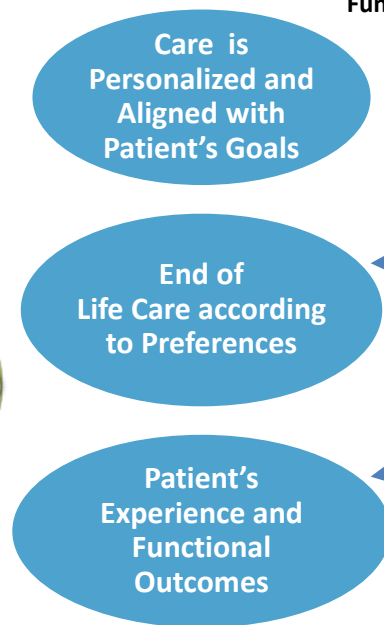 Fun
Care is
Personalized and
Aligned with
Patient's Goals
End of
Life Care according
to Preferences
Patient's
Experience and
Functional
Outcomes